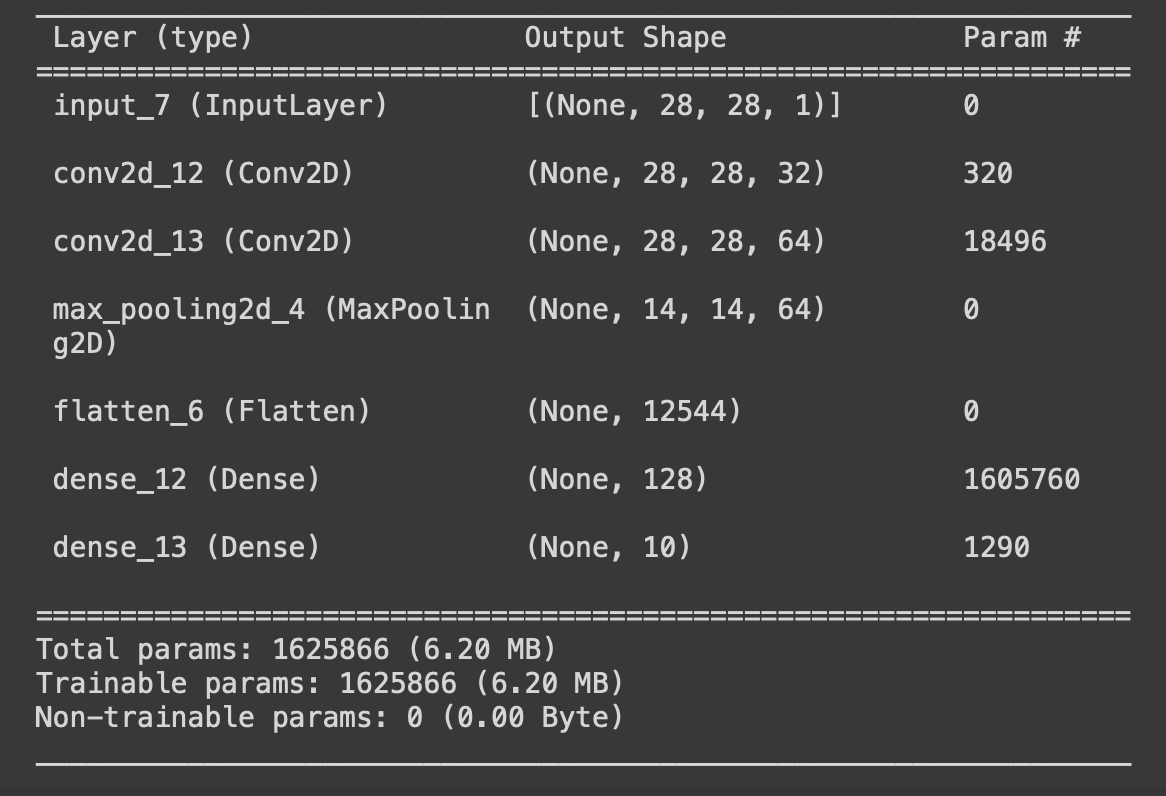 Layer (type) Output Shape Param #
=================================================================
input_7 (InputLayer) [(None, 28, 28, 1)] 0
conv2d_12 (Conv2D) (None, 28, 28, 32) 320
conv2d_13 (Conv2D) (None, 28, 28, 64) 18496
max_pooling2d_4 (MaxPoolin (None, 14, 14, 64) 0
g2D)
flatten_6 (Flatten) (None, 12544) 0
dense_12 (Dense) (None, 128) 1605760
dense_13 (Dense) (None, 10) 1290
=================================================================
Total params: 1625866 (6.20 MB)
Trainable params: 1625866 (6.20 MB)
Non-trainable params: 0 (0.00 Byte)